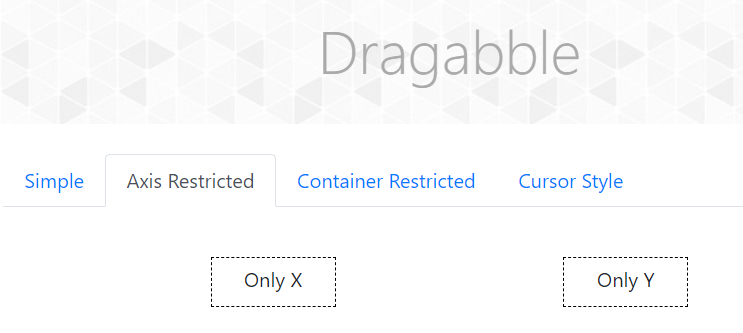 Dragabble
Simple Axis Restricted Container Restricted Cursor Style
Only X Only Y